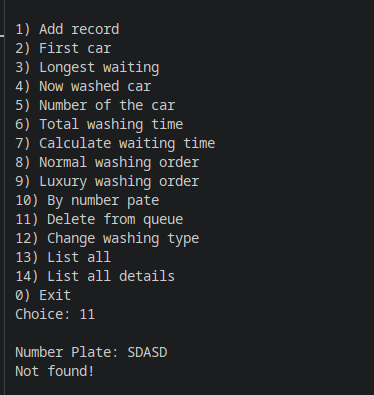 1) Add record
2) First car
3) Longest waiting
4) Now washed car
5) Number of the car
6) Total washing time
7) Calculate waiting time
8) Normal washing order
9) Luxury washing order
10) By number pate
11) Delete from queue
12) Change washing type
13) List all
14) List all details
0) Exit
Choice: 11

Number Plate: SDASD
Not found!